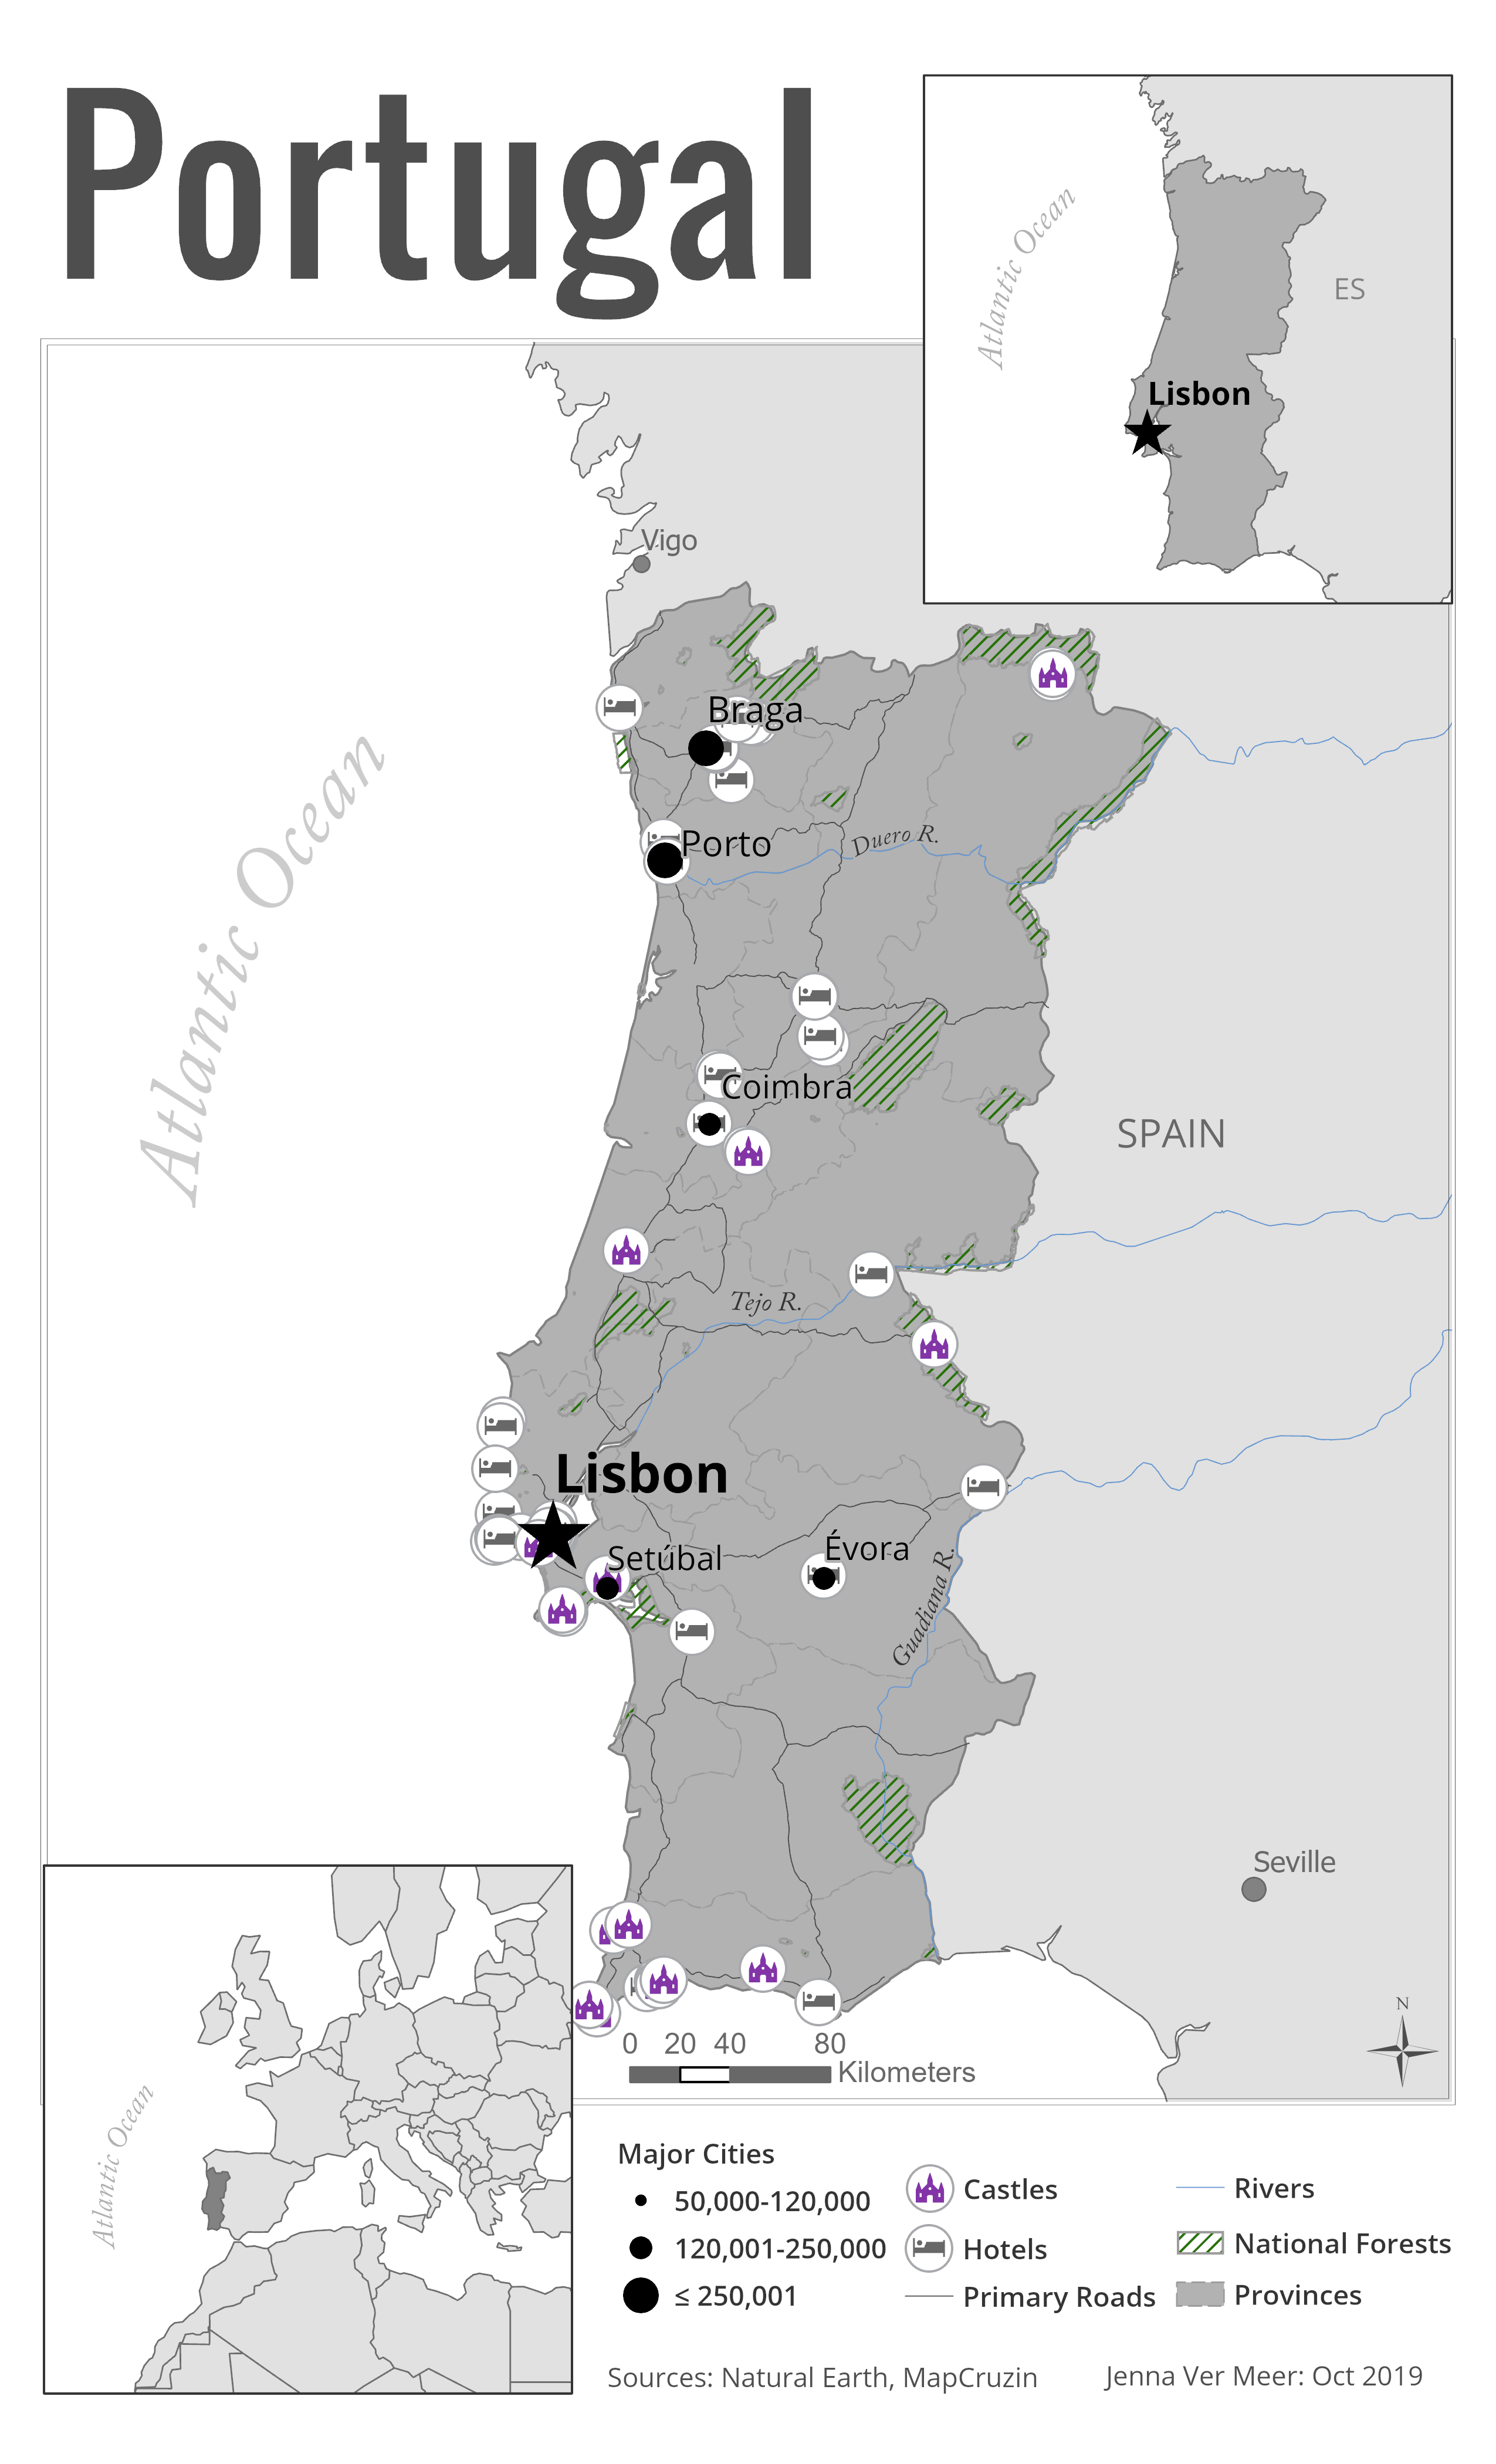 Portugal
Atlantic Ocean
ES
Lisbon
Vigo
Braga
Porto
Duero R.
Atlantic Ocean
Coimbra
SPAIN
Tejo R.
Lisbon
Setúbal
Évora
Guadiana R.
Seville
N
0 20 40 80
Kilometers
Atlantic Ocean
Major Cities
50,000-120,000
120,001-250,000
≤ 250,001
Castles
Hotels
Primary Roads
Rivers
National Forests
Provinces
Sources: Natural Earth, MapCruzin
Jenna Ver Meer: Oct 2019